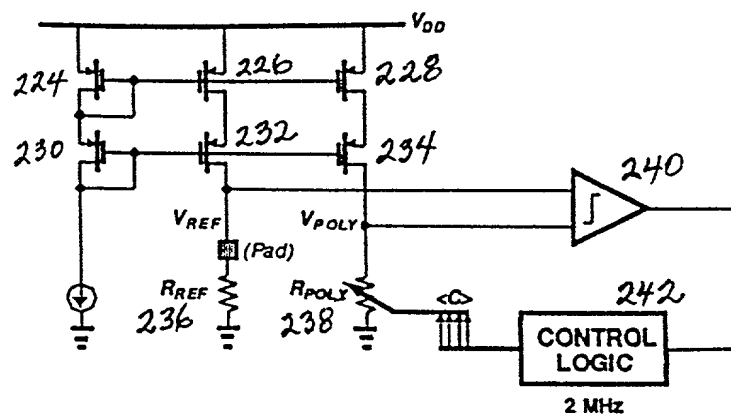 VDD
224
226
228
230
232
234
240
VREF
VPOLY
(Pad)
RREF
RPOLY
<C>
236
238
242
CONTROL
LOGIC
2 MHz